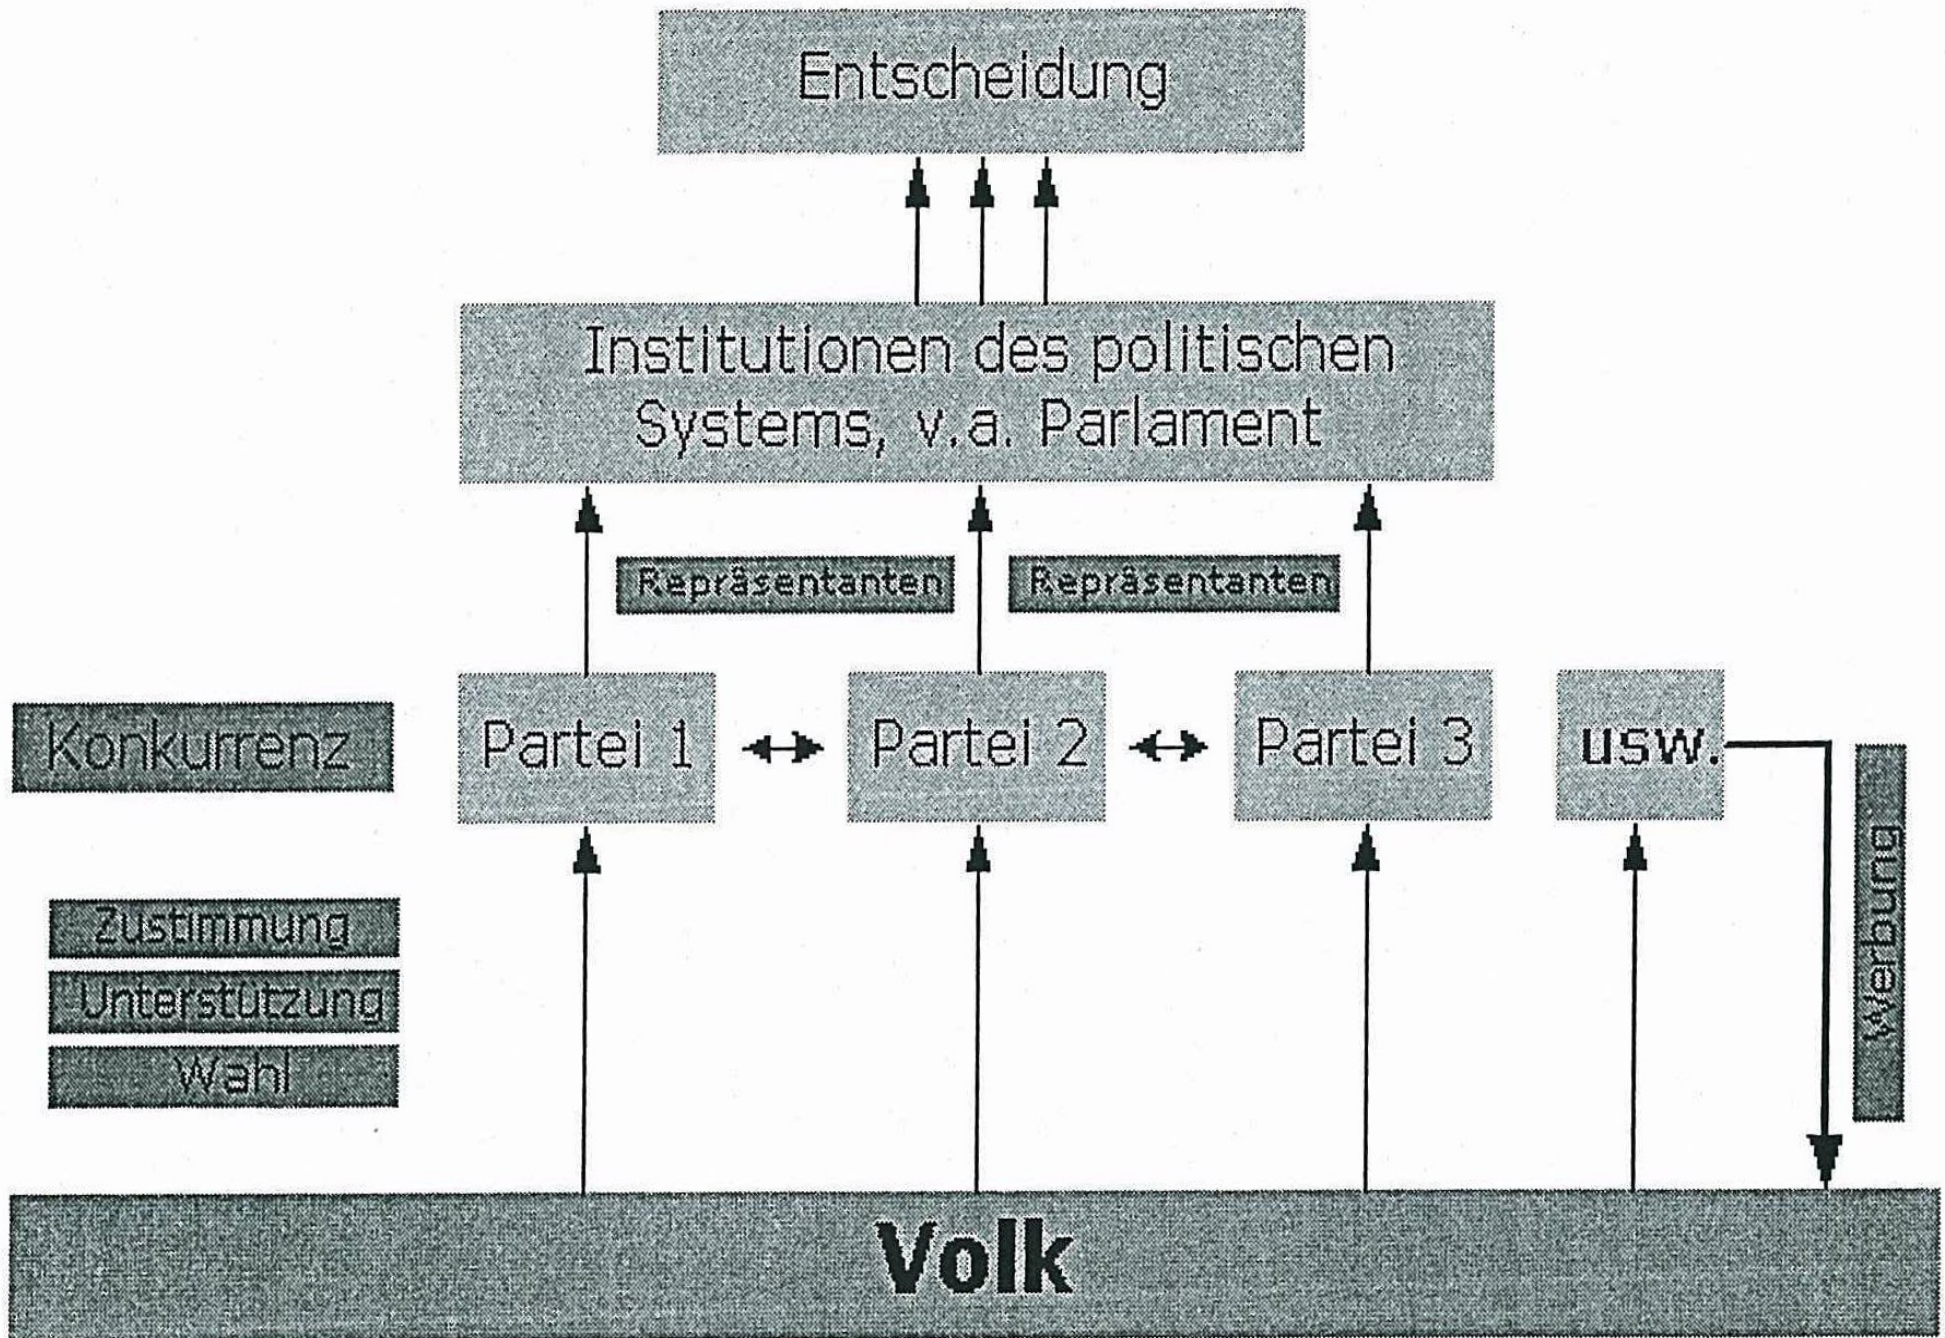 Entscheidung
Institutionen des politischen
Systems, v.a. Parlament
Repräsentanten
Repräsentanten
Konkurrenz
Partei 1
Partei 2
Partei 3
usw.
Werbung
Zustimmung
Unterstützung
Wahl
Volk